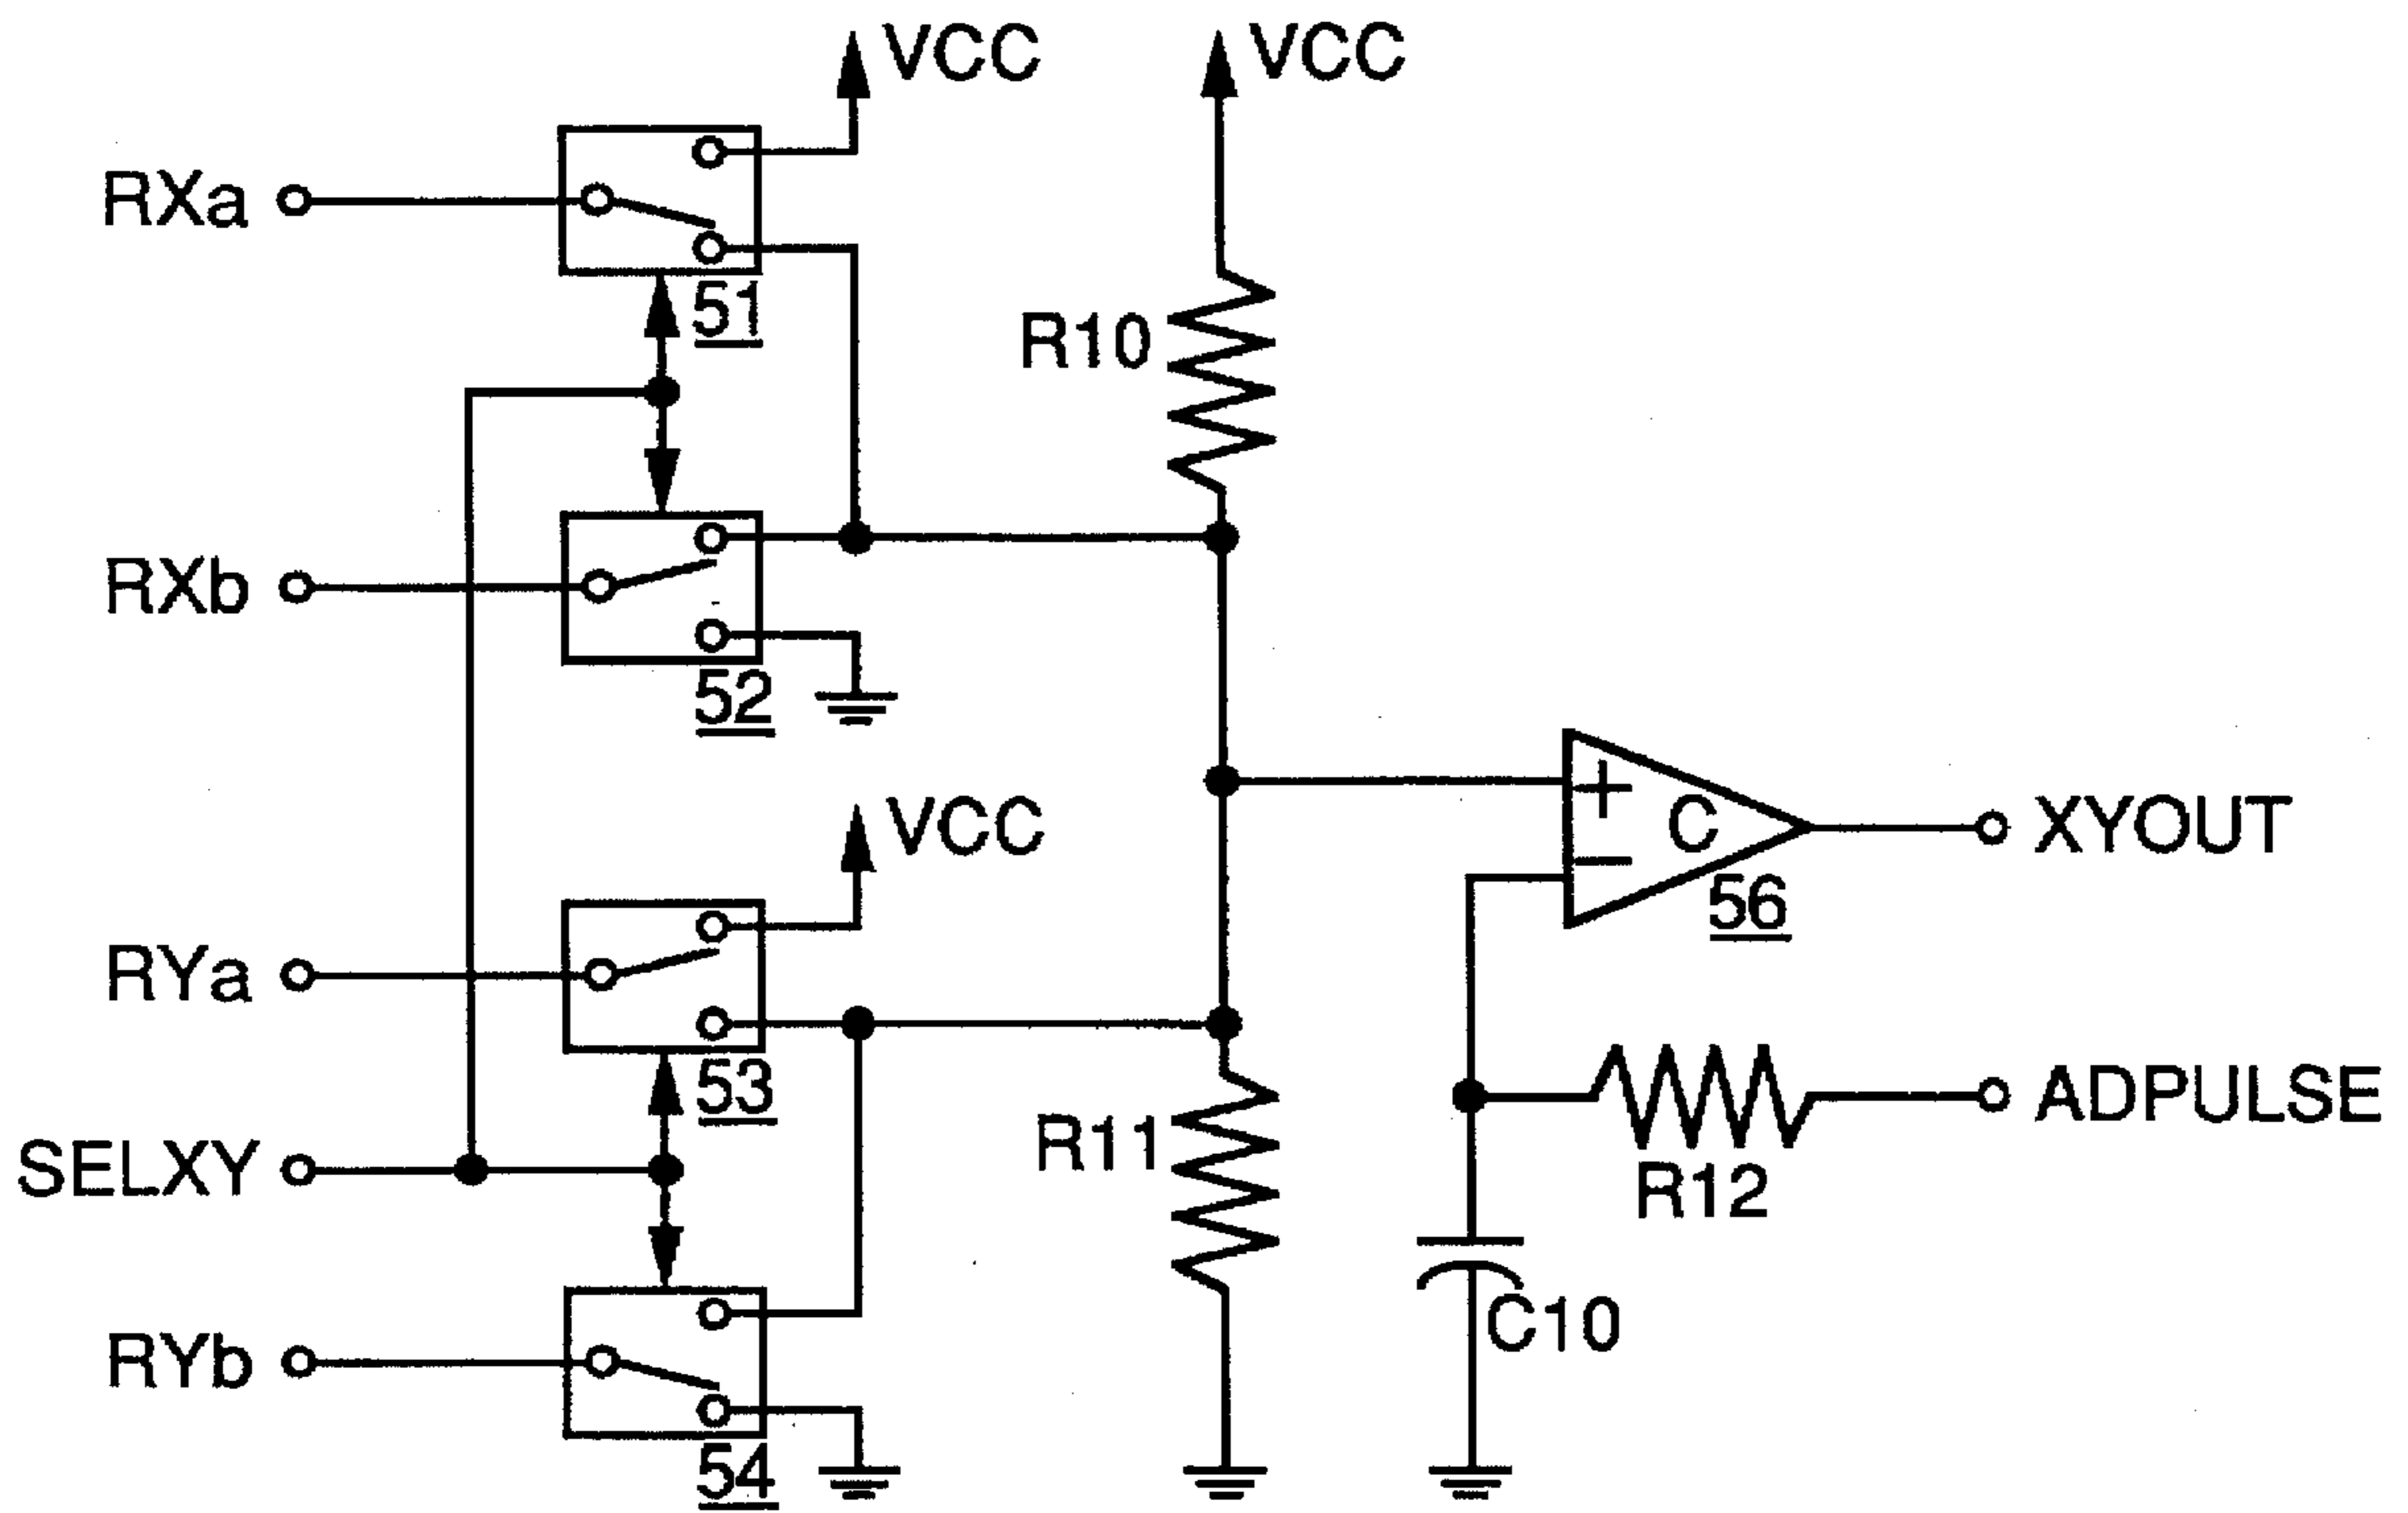 VCC
VCC
RXa
51
R10
RXb
52
VCC
+
C
−
XYOUT
56
RYa
53
ADPULSE
R11
SELXY
R12
C10
RYb
54